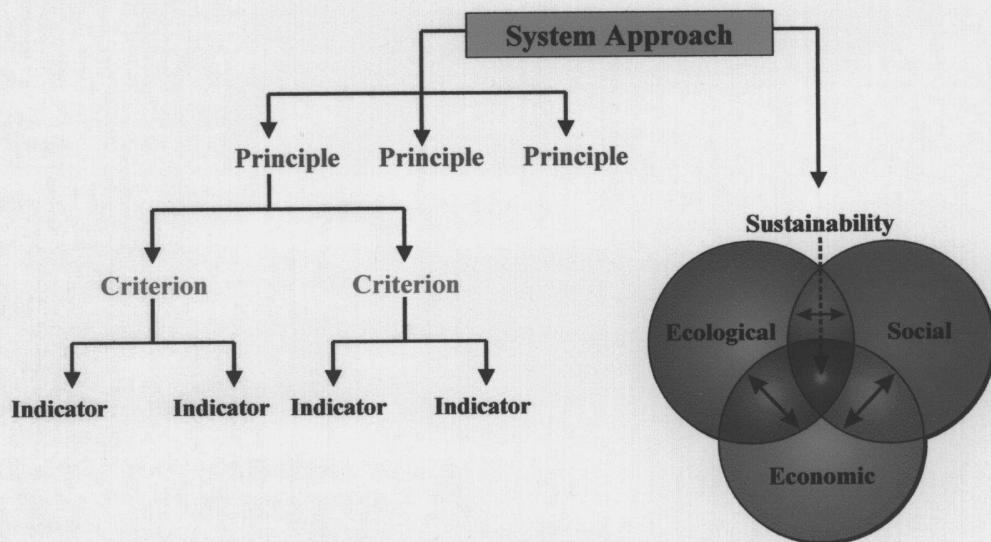 System Approach
Principle Principle Principle
Sustainability
Criterion Criterion
Ecological Social
Indicator Indicator Indicator Indicator
Economic